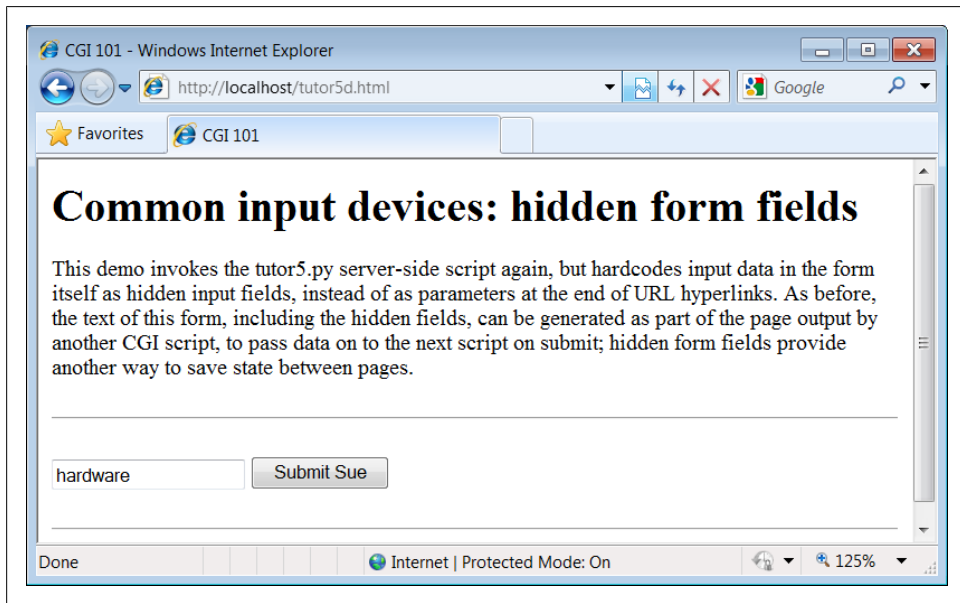 CGI 101 - Windows Internet Explorer
http://localhost/tutor5d.html
Google
Favorites
CGI 101
Common input devices: hidden form fields
This demo invokes the tutor5.py server-side script again, but hardcodes input data in the form
itself as hidden input fields, instead of as parameters at the end of URL hyperlinks. As before,
the text of this form, including the hidden fields, can be generated as part of the page output by
another CGI script, to pass data on to the next script on submit; hidden form fields provide
another way to save state between pages.
hardware
Submit Sue
Done
Internet | Protected Mode: On
125%